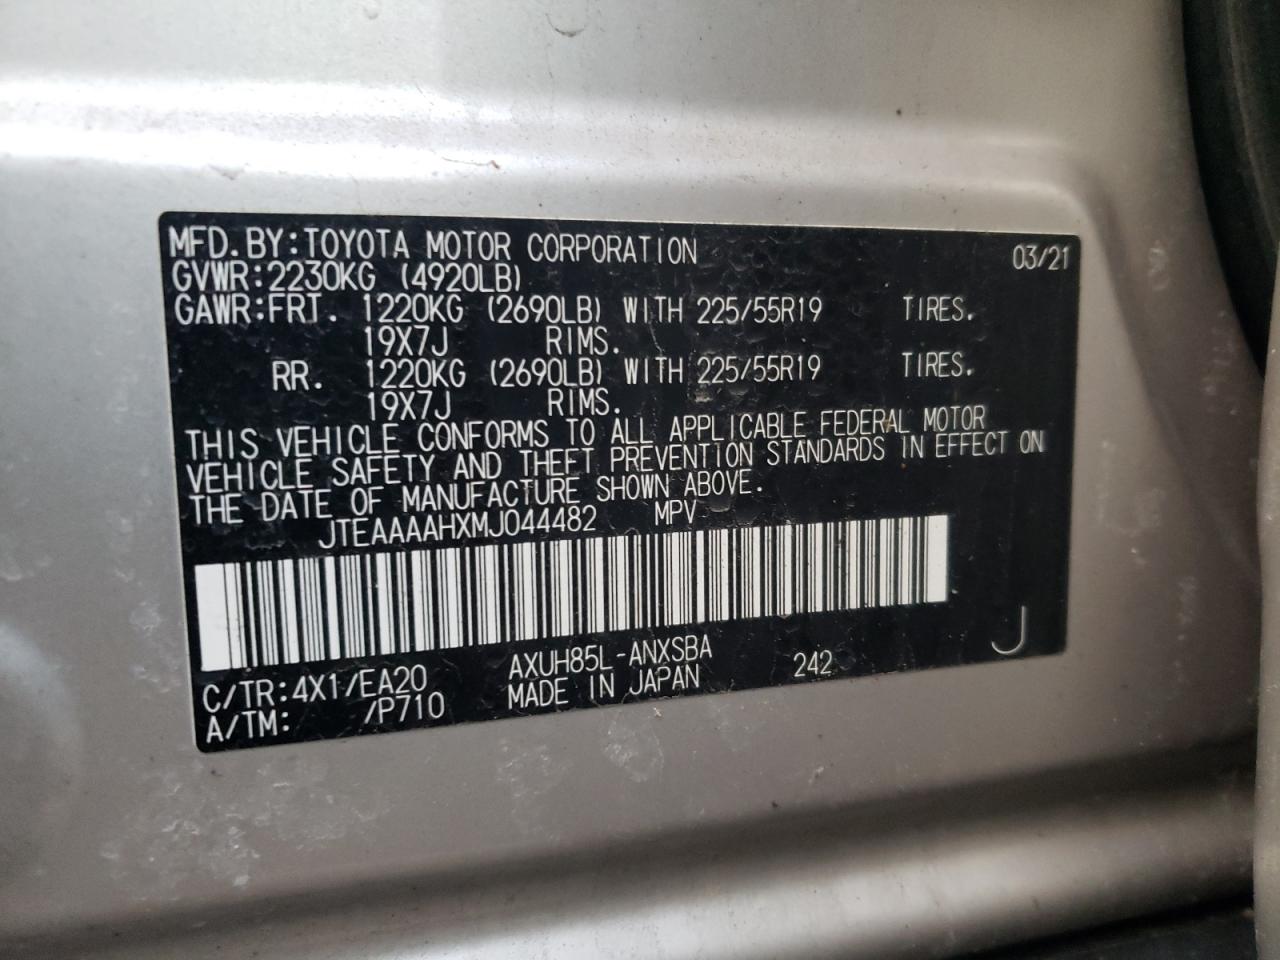 MFD.BY:TOYOTA MOTOR CORPORATION 03/21
GVWR:2230KG (4920LB)
GAWR:FRT. 1220KG (2690LB) WITH 225/55R19 TIRES.
19X7J RIMS.
RR. 1220KG (2690LB) WITH 225/55R19 TIRES.
19X7J RIMS.
THIS VEHICLE CONFORMS TO ALL APPLICABLE FEDERAL MOTOR
VEHICLE SAFETY AND THEFT PREVENTION STANDARDS IN EFFECT ON
THE DATE OF MANUFACTURE SHOWN ABOVE.
JTEAAAAHXMJ044482 MPV
J
C/TR:4X1/EA20 AXUH85L-ANXSBA 242
A/TM: /P710 MADE IN JAPAN